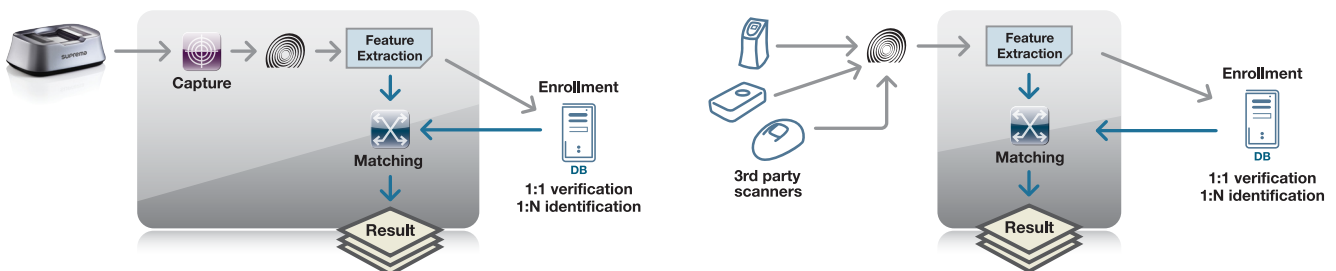 suprema
Capture
Feature
Extraction
Enrollment
Matching
DB
1:1 verification
1:N identification
Result
3rd party
scanners
Feature
Extraction
Enrollment
Matching
DB
1:1 verification
1:N identification
Result